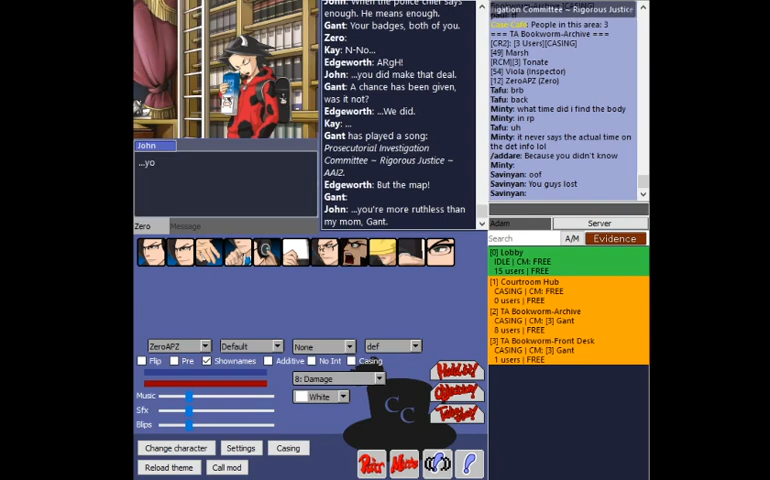 John
...yo
Zero
Message
John: When the police chief says
enough. He means enough.
Gant: Your badges, both of you.
Zero:
Kay: N-No...
Edgeworth: ARgH!
John: ...you did make that deal.
Gant: A chance has been given,
was it not?
Edgeworth: ...We did.
Kay: ...
Gant has played a song:
Prosecutorial Investigation
Committee ~ Rigorous Justice ~
AAI2.
Edgeworth: But the map!
Gant:
John: ...you're more ruthless than
my mom, Gant.
igation Committee ~ Rigorous Justice
People in this area: 3
=== TA Bookworm-Archive ===
[CR2]: [3 Users][CASING]
[49] Marsh
[RCM][3] Tonate
[54] Viola (Inspector)
[12] ZeroAPZ (Zero)
Tafu: brb
Tafu: back
Minty: what time did i find the body
Minty: in rp
Tafu: uh
Minty: it never says the actual time on
the det info lol
/addare: Because you didn't know
Minty:
Savinyan: oof
Savinyan: You guys lost
Savinyan:
Adam
Server
Search
A/M
Evidence
[0] Lobby
IDLE | CM: FREE
15 users | FREE
[1] Courtroom Hub
CASING | CM: FREE
0 users | FREE
[2] TA Bookworm-Archive
CASING | CM: [3] Gant
8 users | FREE
[3] TA Bookworm-Front Desk
CASING | CM: [3] Gant
1 users | FREE
ZeroAPZ
Default
None
def
Flip
Pre
Shownames
Additive
No Int
Casing
8: Damage
White
Music
Sfx
Blips
Hold It!
Objection!
Take That!
CC
Change character
Settings
Casing
Reload theme
Call mod
Pair